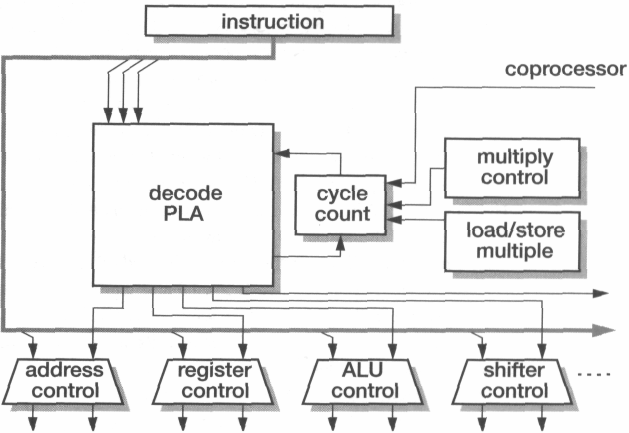 instruction
coprocessor
decode
PLA
cycle
count
multiply
control
load/store
multiple
address
control
register
control
ALU
control
shifter
control